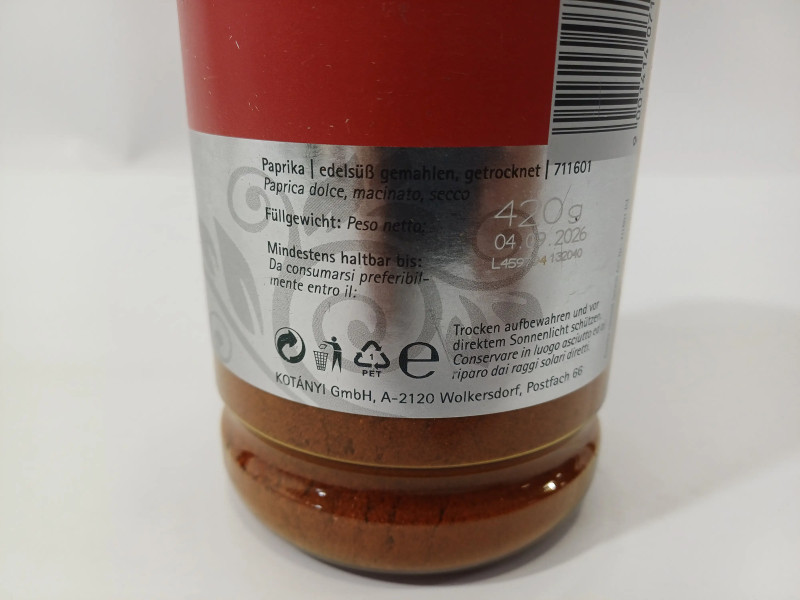 Paprika | edelsüß gemahlen, getrocknet | 711601
Paprica dolce, macinato, secco
Füllgewicht: Peso netto:
420g
Mindestens haltbar bis:
04.09.2026
Da consumarsi preferibil-
mente entro il:
Trocken aufbewahren und vor
direktem Sonnenlicht schützen.
Conservare in luogo asciutto ed al
riparo dai raggi solari diretti.
1
PET
e
KOTÁNYI GmbH, A-2120 Wolkersdorf, Postfach 66